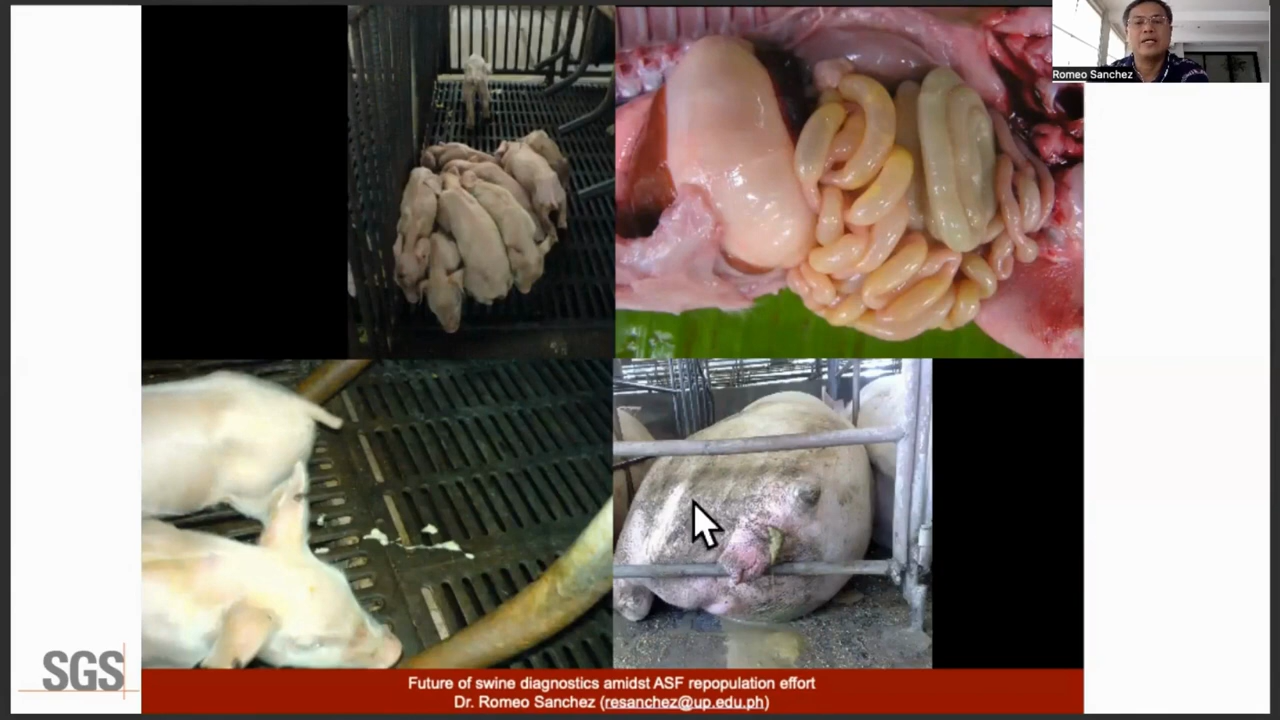 Romeo Sanchez
SGS
Future of swine diagnostics amidst ASF repopulation effort
Dr. Romeo Sanchez (resanchez@up.edu.ph)